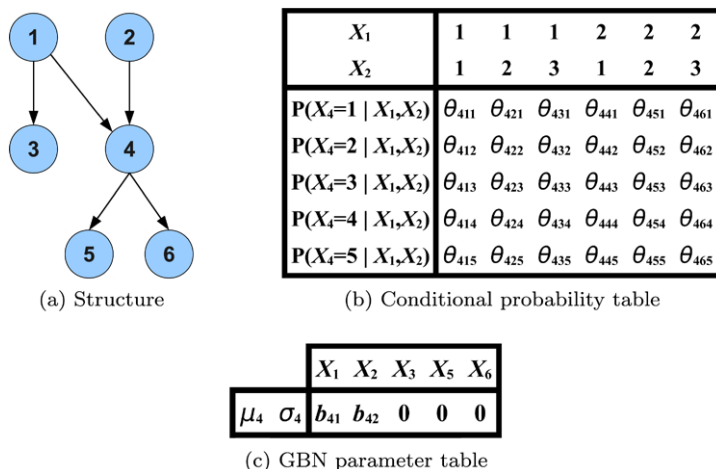 1 2
3 4
5 6
(a) Structure
X₁ 1 1 1 2 2 2
X₂ 1 2 3 1 2 3
P(X₄=1 | X₁,X₂) θ₄₁₁ θ₄₂₁ θ₄₃₁ θ₄₄₁ θ₄₅₁ θ₄₆₁
P(X₄=2 | X₁,X₂) θ₄₁₂ θ₄₂₂ θ₄₃₂ θ₄₄₂ θ₄₅₂ θ₄₆₂
P(X₄=3 | X₁,X₂) θ₄₁₃ θ₄₂₃ θ₄₃₃ θ₄₄₃ θ₄₅₃ θ₄₆₃
P(X₄=4 | X₁,X₂) θ₄₁₄ θ₄₂₄ θ₄₃₄ θ₄₄₄ θ₄₅₄ θ₄₆₄
P(X₄=5 | X₁,X₂) θ₄₁₅ θ₄₂₅ θ₄₃₅ θ₄₄₅ θ₄₅₅ θ₄₆₅
(b) Conditional probability table
X₁ X₂ X₃ X₅ X₆
μ₄ σ₄ b₄₁ b₄₂ 0 0 0
(c) GBN parameter table